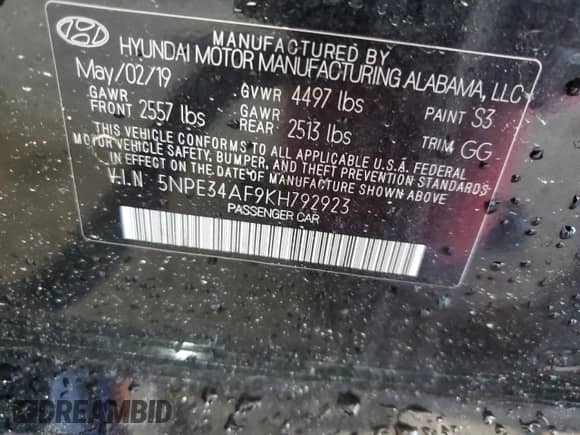 MANUFACTURED BY
HYUNDAI MOTOR MANUFACTURING ALABAMA, LLC
May/02/19
GVWR 4497 lbs
PAINT S3
GAWR FRONT 2557 lbs
GAWR REAR 2513 lbs
TRIM GG
THIS VEHICLE CONFORMS TO ALL APPLICABLE U.S.A. FEDERAL
MOTOR VEHICLE SAFETY, BUMPER, AND THEFT PREVENTION STANDARDS
IN EFFECT ON THE DATE OF MANUFACTURE SHOWN ABOVE
V.I.N 5NPE34AF9KH792923
PASSENGER CAR
DREAMBID